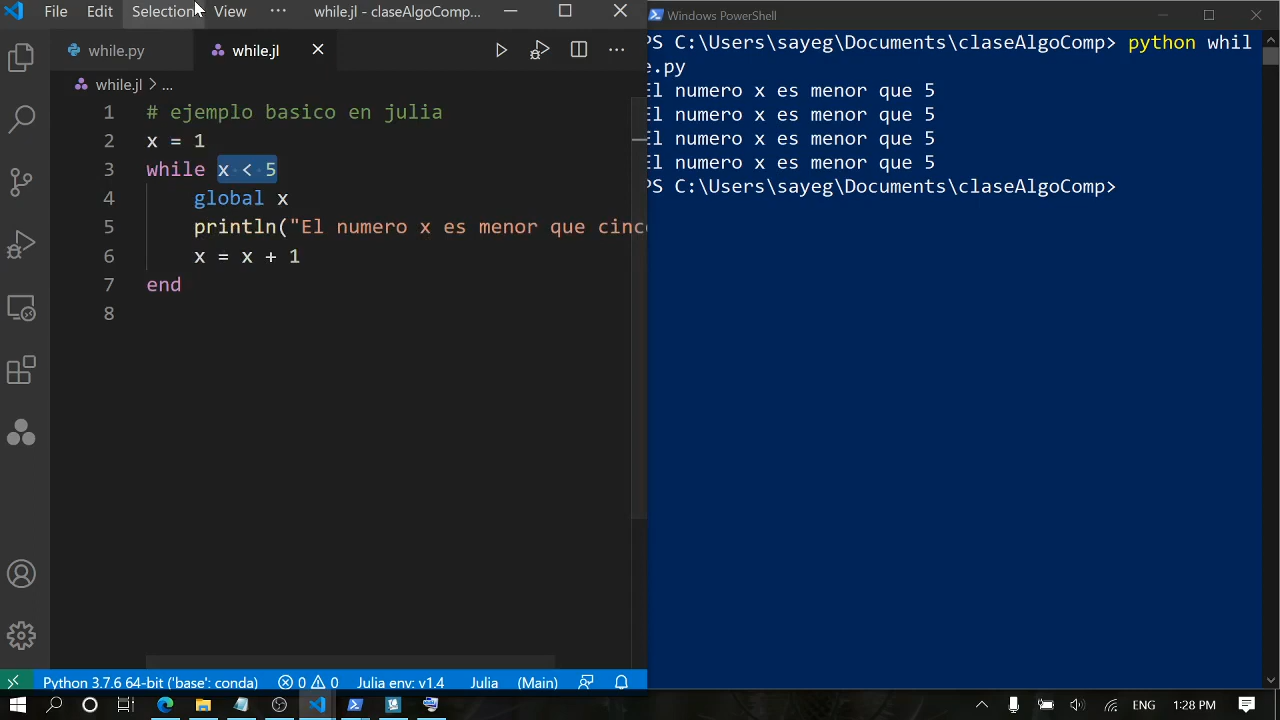 File Edit Selection View ··· while.jl - claseAlgoComp...
while.py while.jl
while.jl > ...
1 # ejemplo basico en julia
2 x = 1
3 while x < 5
4 global x
5 println("El numero x es menor que cinco
6 x = x + 1
7 end
8
Python 3.7.6 64-bit ('base': conda) 0 0 Julia env: v1.4 Julia (Main)
Windows PowerShell
PS C:\Users\sayeg\Documents\claseAlgoComp> python whil
e.py
El numero x es menor que 5
El numero x es menor que 5
El numero x es menor que 5
El numero x es menor que 5
PS C:\Users\sayeg\Documents\claseAlgoComp>
1:28 PM